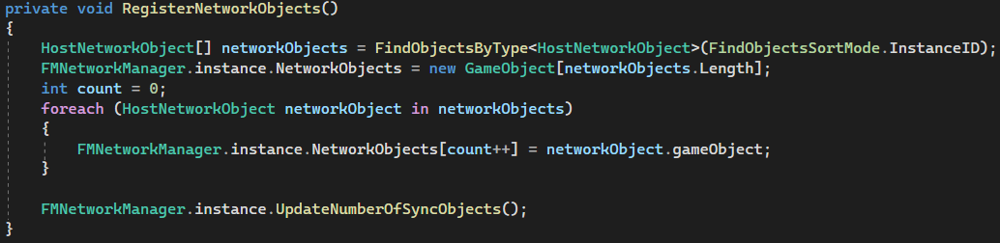 private void RegisterNetworkObjects()
{
    HostNetworkObject[] networkObjects = FindObjectsByType<HostNetworkObject>(FindObjectsSortMode.InstanceID);
    FMNetworkManager.instance.NetworkObjects = new GameObject[networkObjects.Length];
    int count = 0;
    foreach (HostNetworkObject networkObject in networkObjects)
    {
        FMNetworkManager.instance.NetworkObjects[count++] = networkObject.gameObject;
    }

    FMNetworkManager.instance.UpdateNumberOfSyncObjects();
}